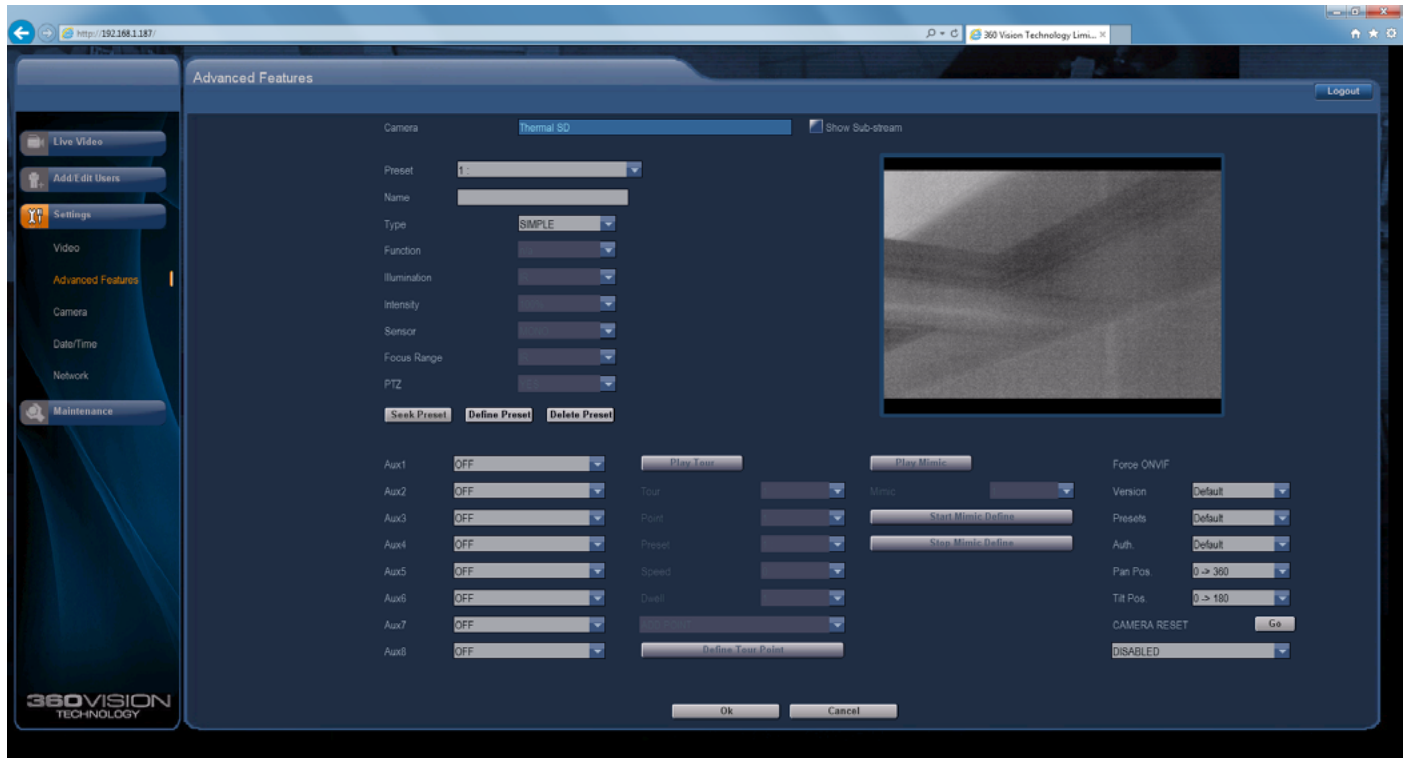 http://192.168.1.187/
360 Vision Technology Limi...
Advanced Features
Logout
Live Video
Add/Edit Users
Settings
Video
Advanced Features
Camera
Date/Time
Network
Maintenance
360VISION
TECHNOLOGY
Camera Thermal SD Show Sub-stream
Preset 1 :
Name
Type SIMPLE
Function
Illumination
Intensity
Sensor
Focus Range
PTZ YES
Seek Preset Define Preset Delete Preset
Aux1 OFF
Aux2 OFF
Aux3 OFF
Aux4 OFF
Aux5 OFF
Aux6 OFF
Aux7 OFF
Aux8 OFF
Play Tour
Tour
Point
Preset
Speed
Dwell
ADD POINT
Define Tour Point
Play Mimic
Mimic
Start Mimic Define
Stop Mimic Define
Force ONVIF
Version Default
Presets Default
Auth. Default
Pan Pos. 0 -> 360
Tilt Pos. 0 -> 180
CAMERA RESET Go
DISABLED
Ok Cancel